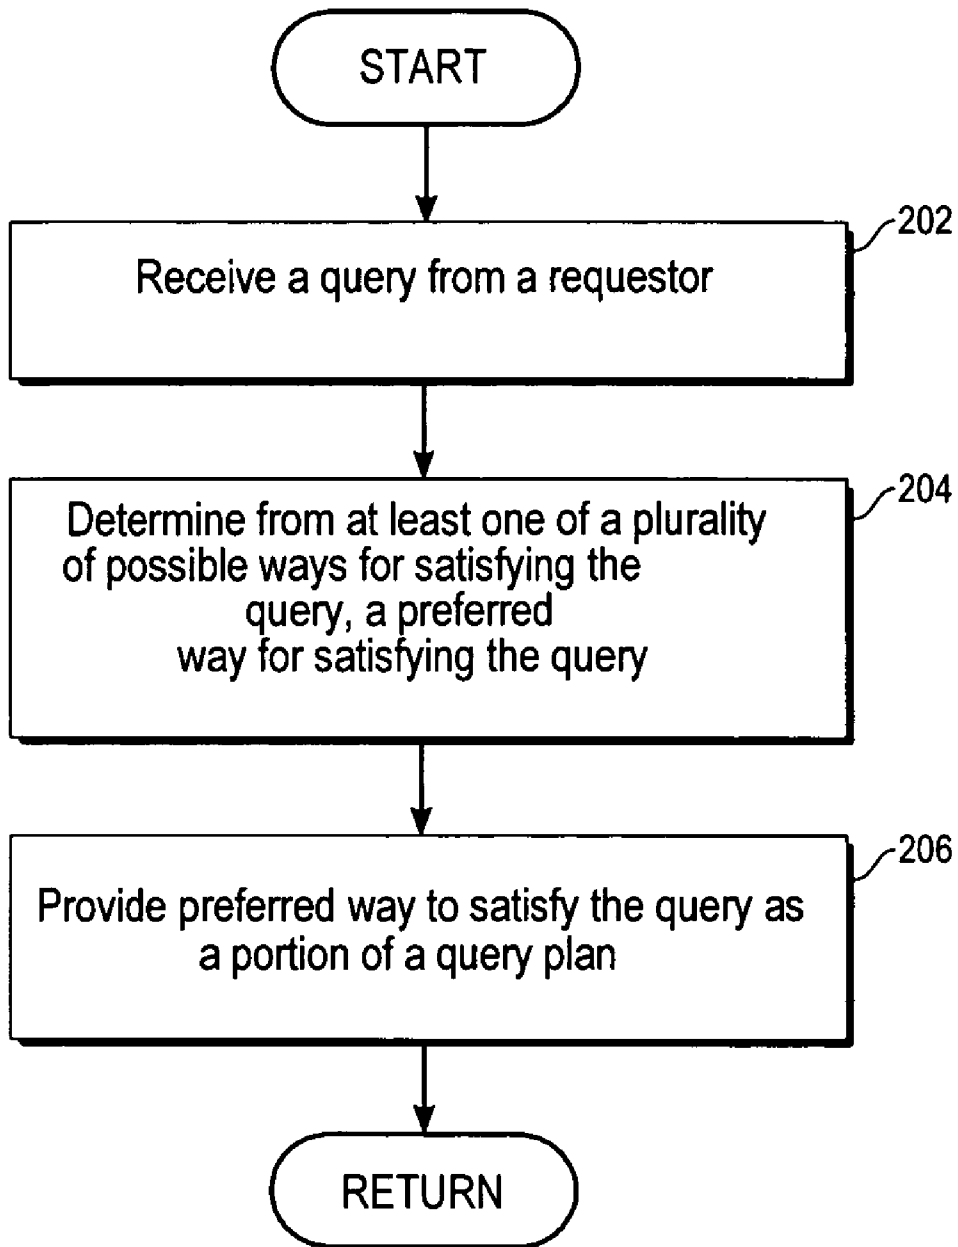 START
202
Receive a query from a requestor
204
Determine from at least one of a plurality
of possible ways for satisfying the
query, a preferred
way for satisfying the query
206
Provide preferred way to satisfy the query as
a portion of a query plan
RETURN